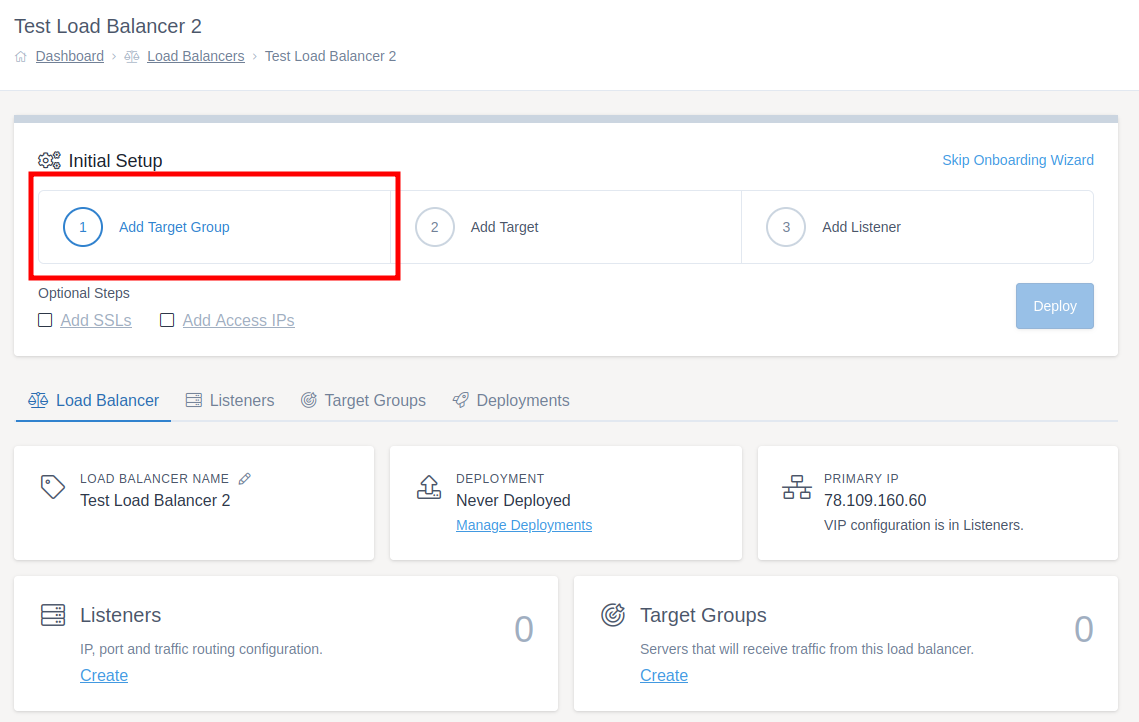 Test Load Balancer 2
Dashboard › Load Balancers › Test Load Balancer 2
Initial Setup
Skip Onboarding Wizard
1 Add Target Group
2 Add Target
3 Add Listener
Optional Steps
Add SSLs Add Access IPs
Deploy
Load Balancer Listeners Target Groups Deployments
LOAD BALANCER NAME
Test Load Balancer 2
DEPLOYMENT
Never Deployed
Manage Deployments
PRIMARY IP
78.109.160.60
VIP configuration is in Listeners.
Listeners
0
IP, port and traffic routing configuration.
Create
Target Groups
0
Servers that will receive traffic from this load balancer.
Create